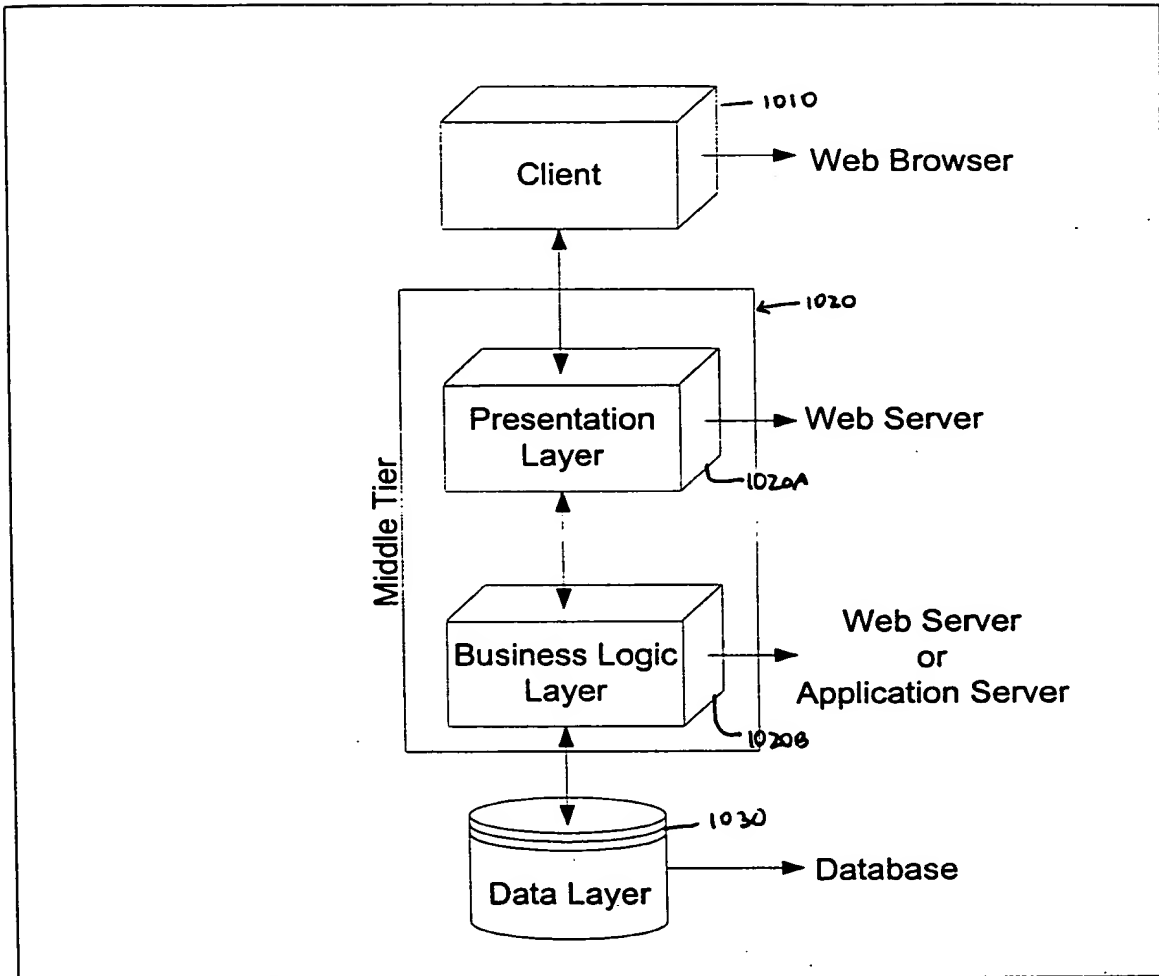 1010
Client
Web Browser
1020
Presentation
Layer
Web Server
1020A
Middle Tier
Business Logic
Layer
Web Server
or
Application Server
1020B
1030
Data Layer
Database